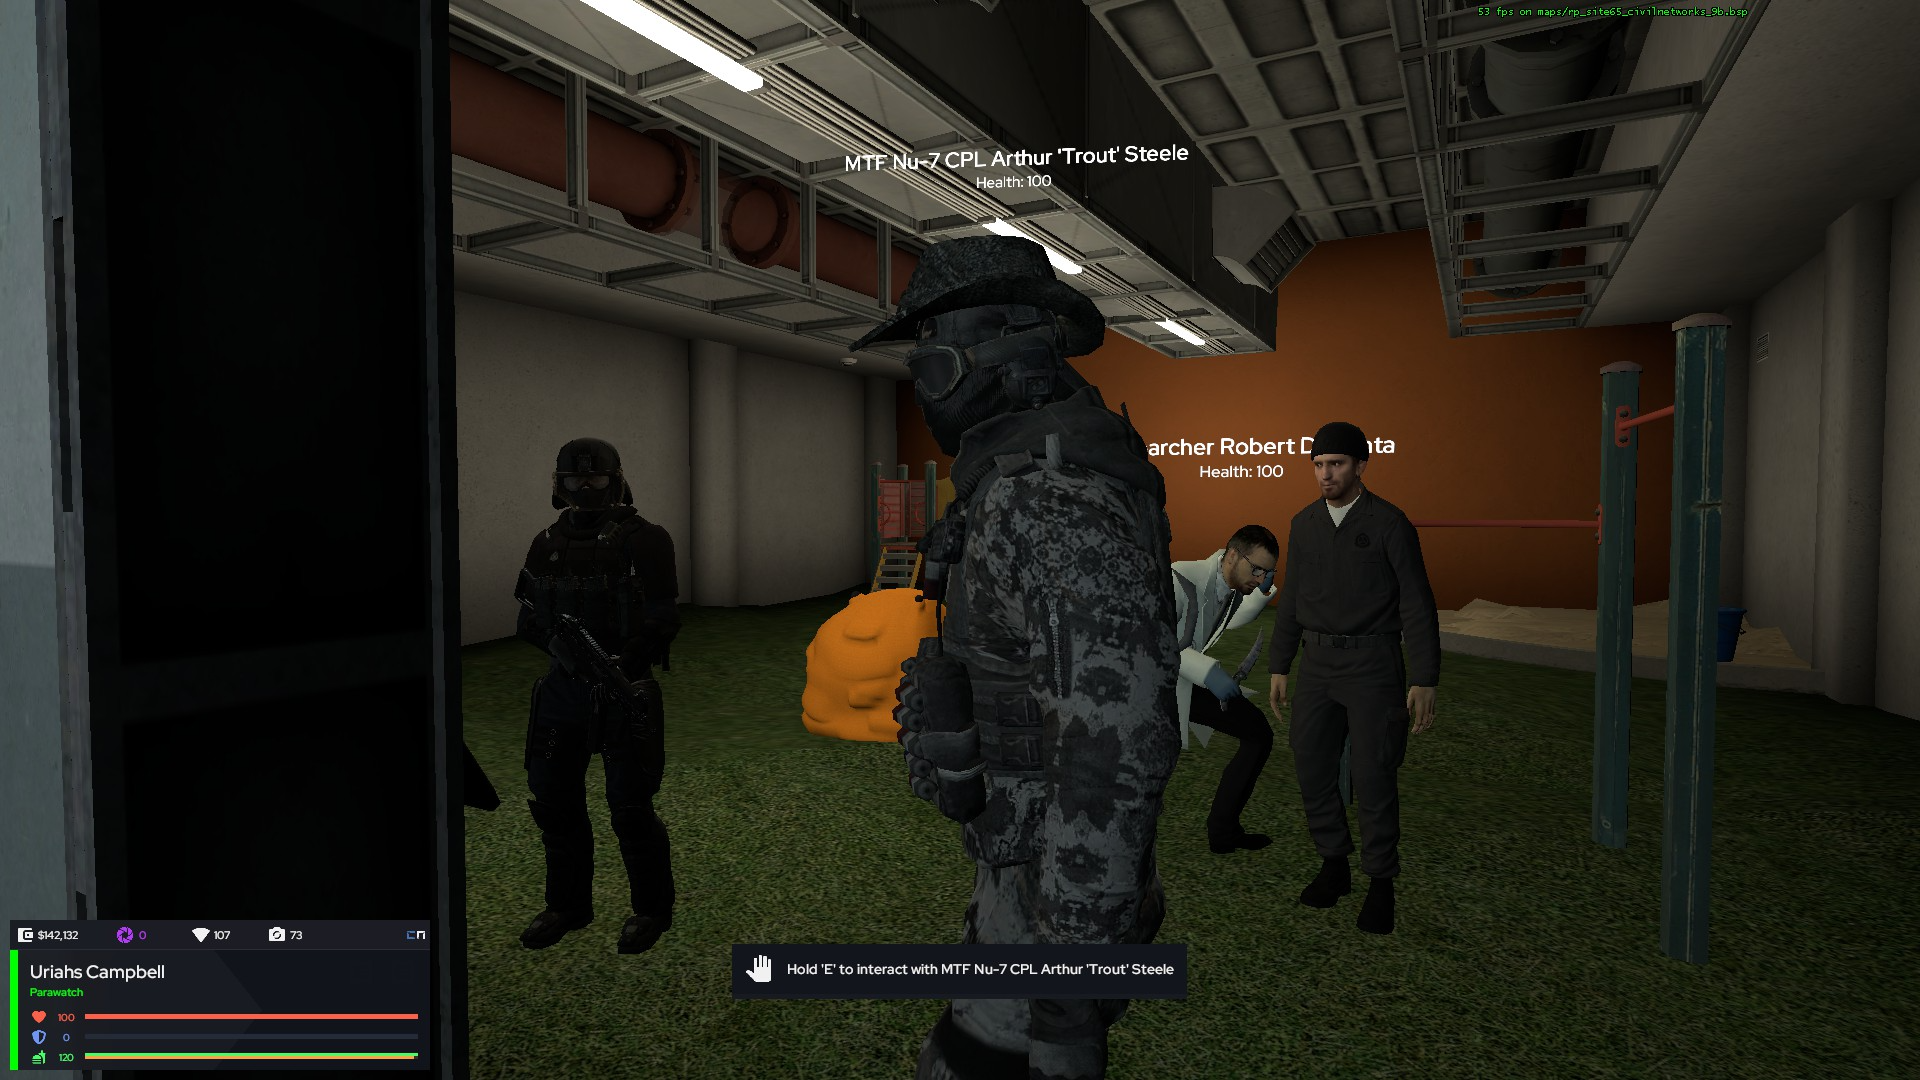 53 fps on maps/rp_site65_civilnetworks_9b.bsp
MTF Nu-7 CPL Arthur 'Trout' Steele
Health: 100
Robert
Health: 100
$142,132
0
107
73
cn
Uriahs Campbell
Parawatch
100
0
120
Hold 'E' to interact with MTF Nu-7 CPL Arthur 'Trout' Steele